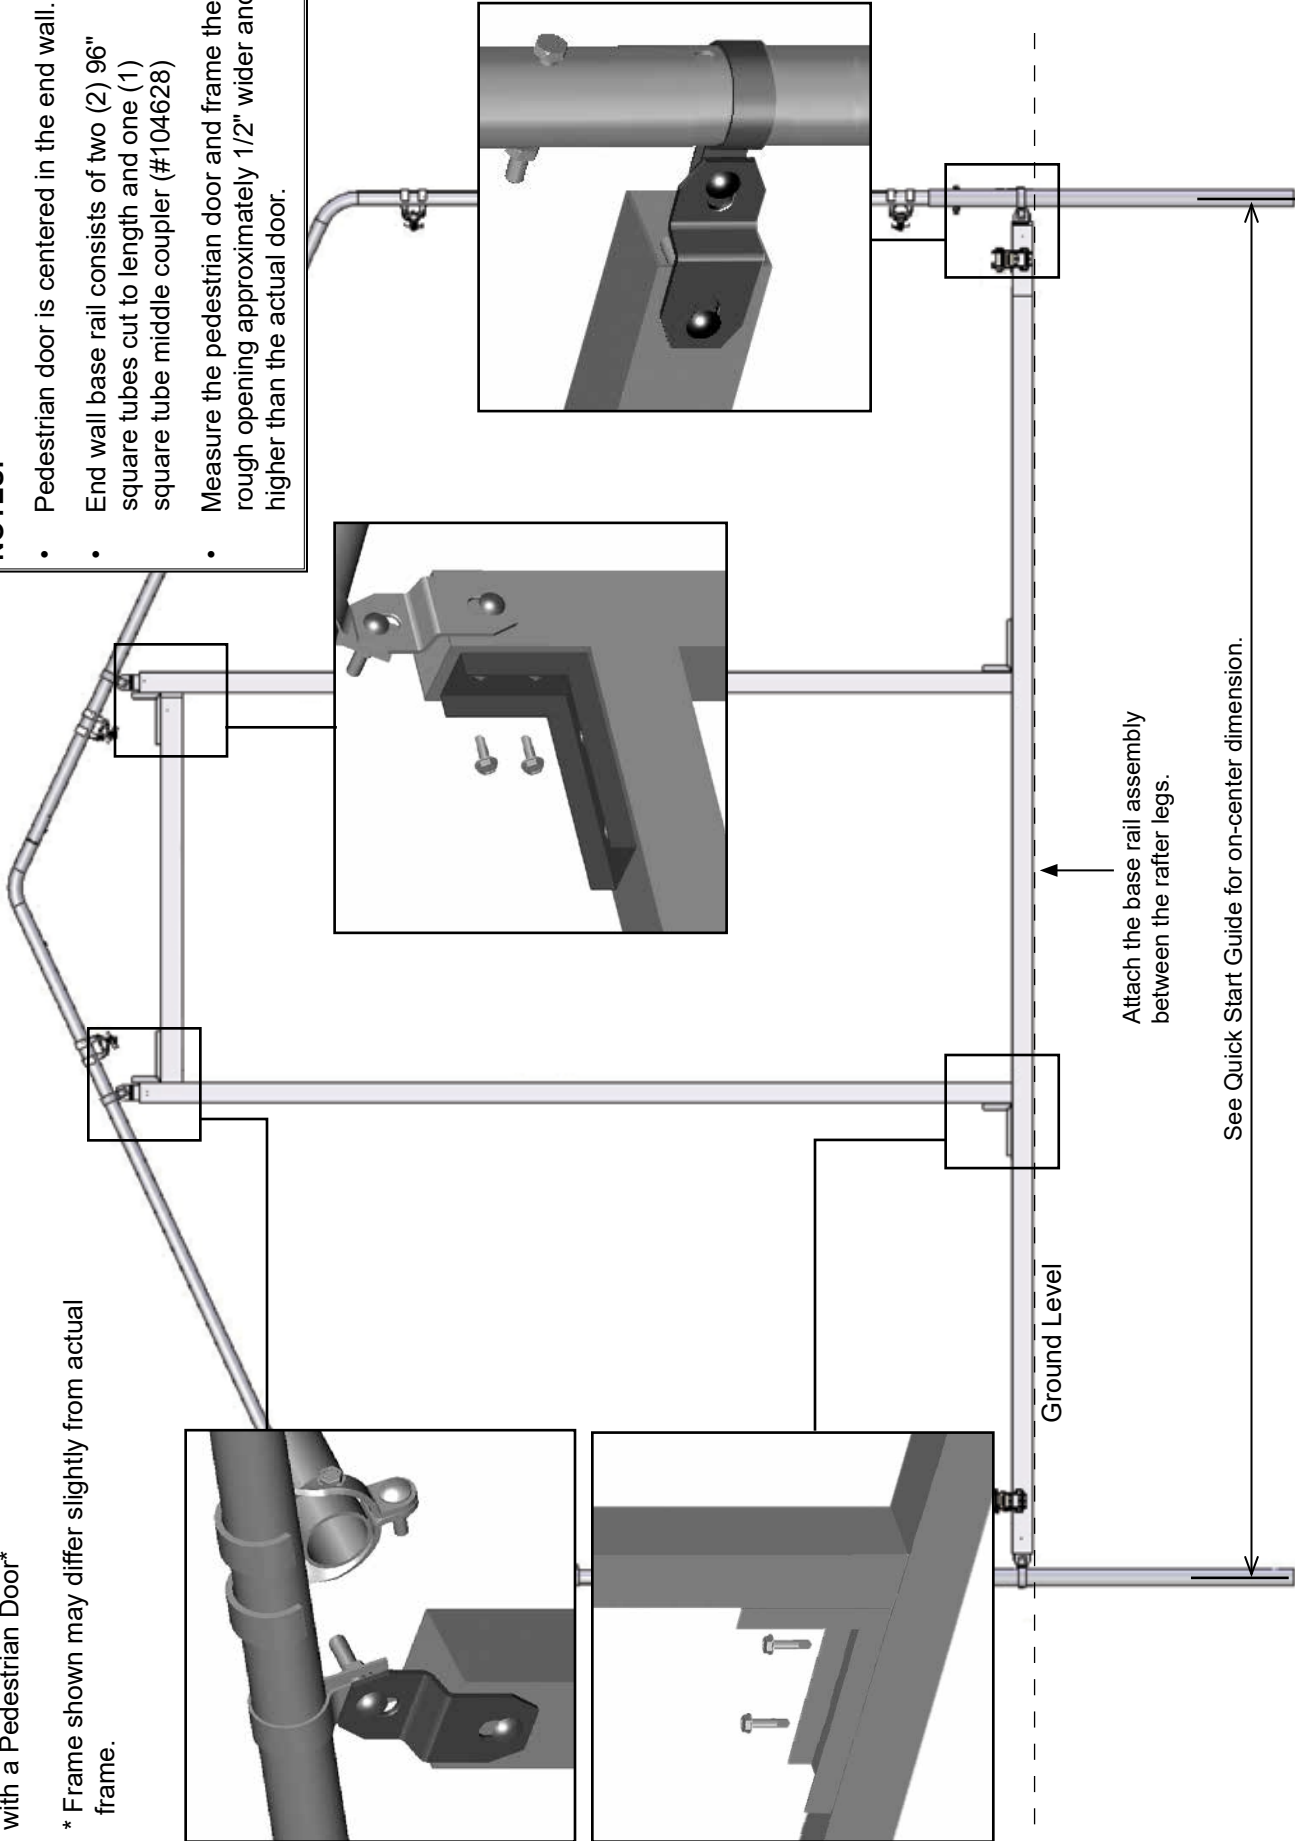 with a Pedestrian Door*
* Frame shown may differ slightly from actual
frame.
• Pedestrian door is centered in the end wall.
• End wall base rail consists of two (2) 96"
square tubes cut to length and one (1)
square tube middle coupler (#104628)
• Measure the pedestrian door and frame the
rough opening approximately 1/2" wider and
higher than the actual door.
Ground Level
Attach the base rail assembly
between the rafter legs.
See Quick Start Guide for on-center dimension.